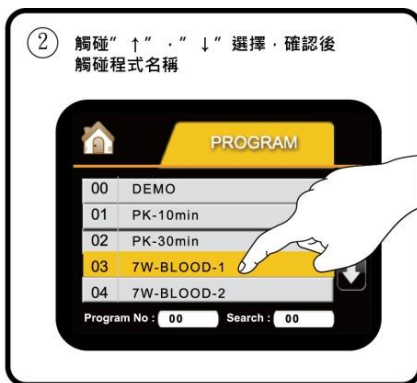 ② 觸碰"↑"．"↓"選擇．確認後
觸碰程式名稱
PROGRAM
00 DEMO
01 PK-10min
02 PK-30min
03 7W-BLOOD-1
04 7W-BLOOD-2
Program No : 00 Search : 00